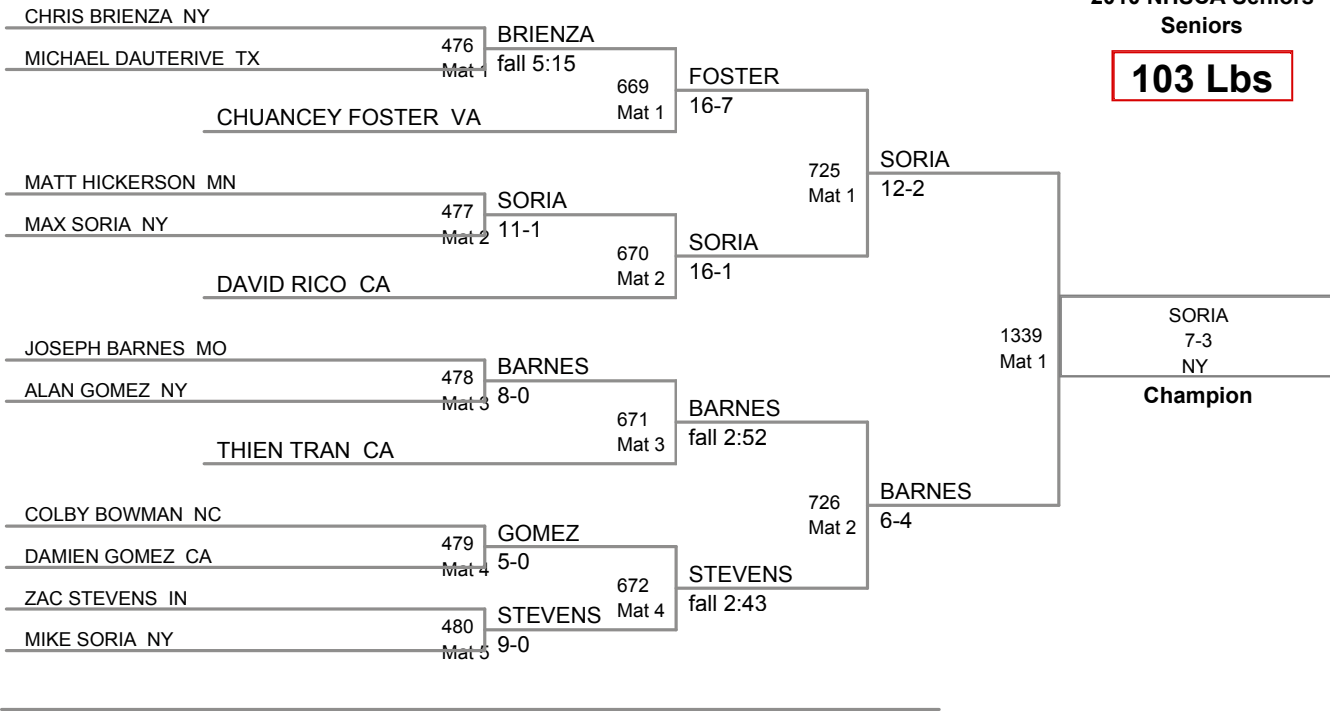 2010 NHSCA Seniors
Seniors
103 Lbs
CHRIS BRIENZA NY
MICHAEL DAUTERIVE TX
476
Mat 1
BRIENZA
fall 5:15
CHUANCEY FOSTER VA
669
Mat 1
FOSTER
16-7
MATT HICKERSON MN
MAX SORIA NY
477
Mat 2
SORIA
11-1
DAVID RICO CA
670
Mat 2
SORIA
16-1
725
Mat 1
SORIA
12-2
JOSEPH BARNES MO
ALAN GOMEZ NY
478
Mat 3
BARNES
8-0
THIEN TRAN CA
671
Mat 3
BARNES
fall 2:52
COLBY BOWMAN NC
DAMIEN GOMEZ CA
479
Mat 4
GOMEZ
5-0
ZAC STEVENS IN
MIKE SORIA NY
480
Mat 5
STEVENS
9-0
672
Mat 4
STEVENS
fall 2:43
726
Mat 2
BARNES
6-4
1339
Mat 1
SORIA
7-3
NY
Champion